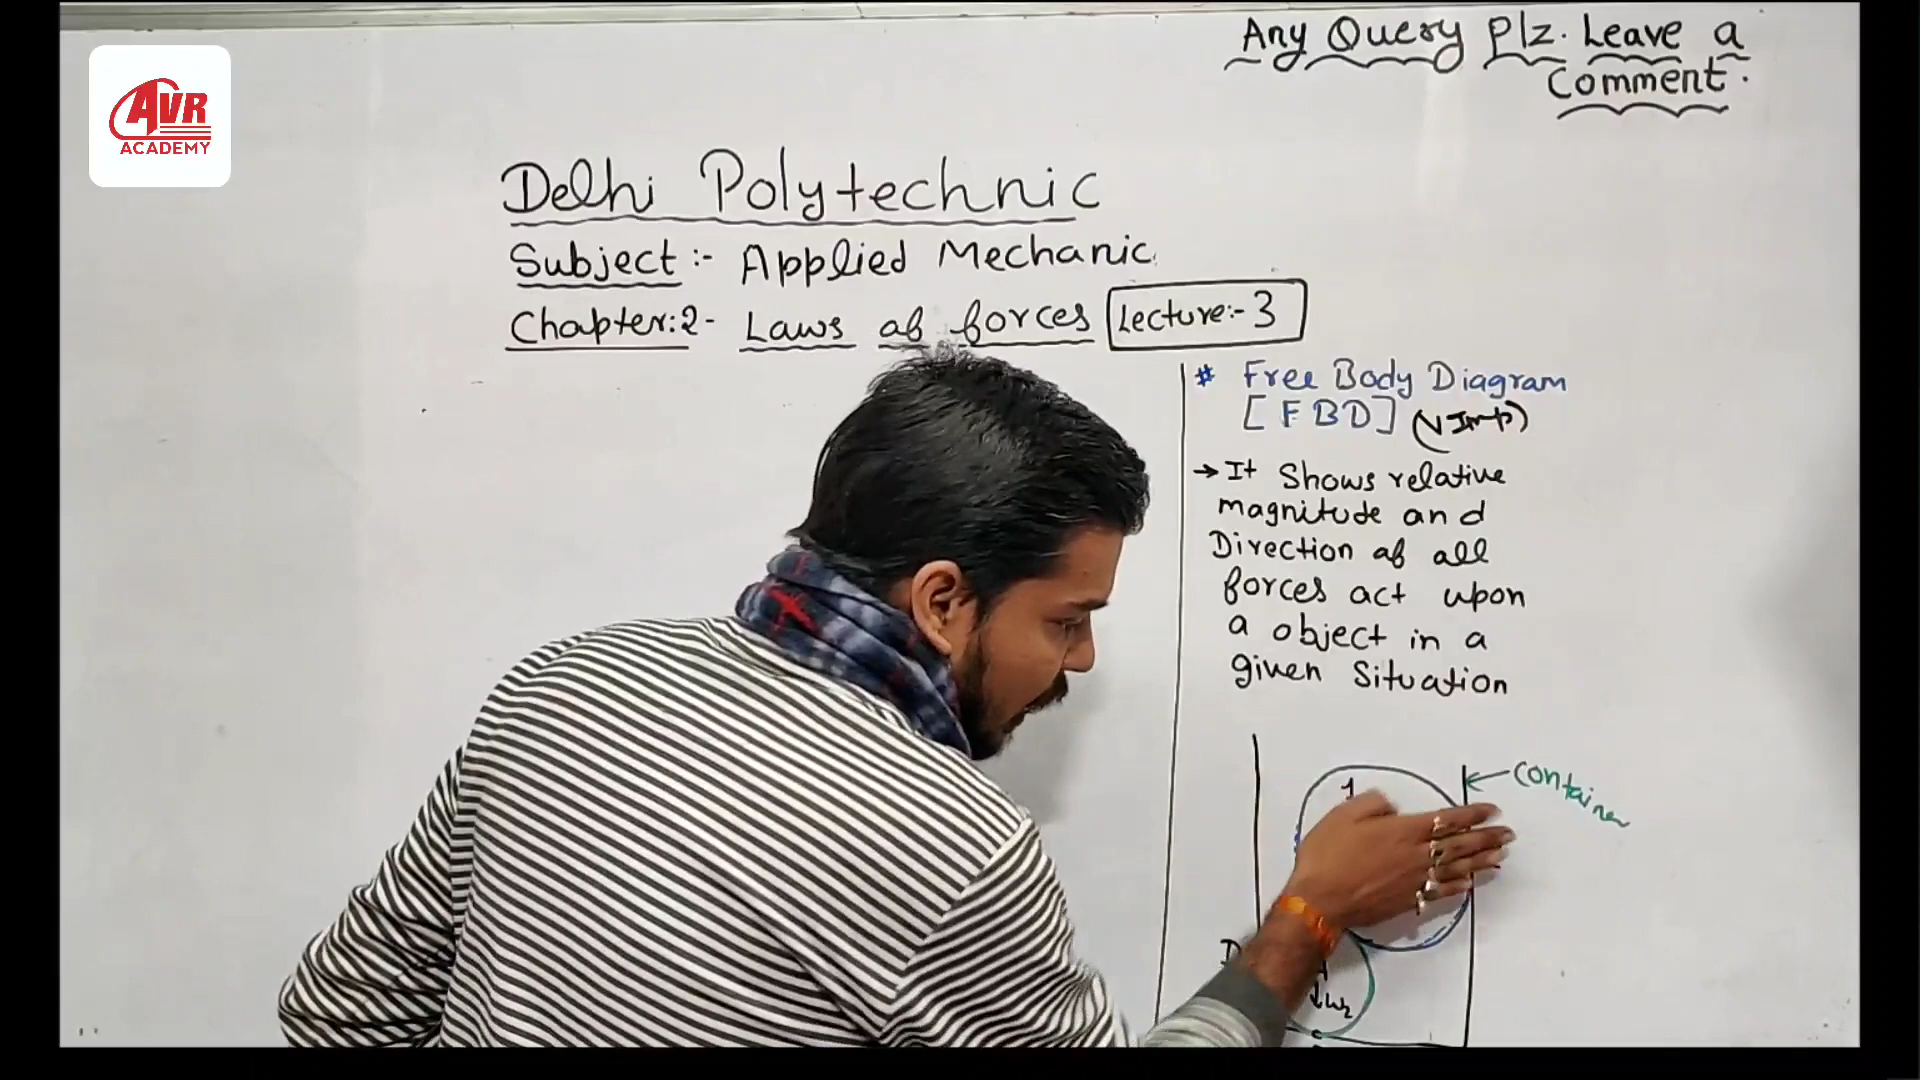 AVR
ACADEMY
Any Query Plz. Leave a
Comment.
Delhi Polytechnic
Subject :- Applied Mechanic
Chapter:2- Laws of forces Lecture:- 3
# Free Body Diagram
[FBD] (V Imp)
→ It Shows relative
magnitude and
Direction of all
forces act upon
a object in a
given Situation
1
Container
D
↓W2